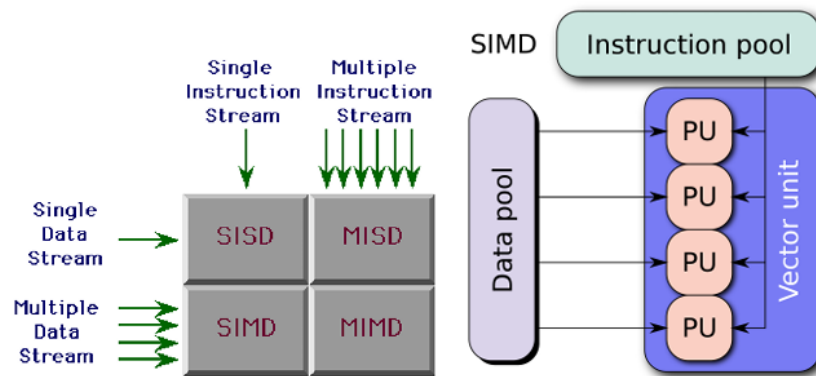 Single
Instruction
Stream
Multiple
Instruction
Stream
Single
Data
Stream
SISD
MISD
Multiple
Data
Stream
SIMD
MIMD
SIMD
Instruction pool
Data pool
PU
PU
PU
PU
Vector unit